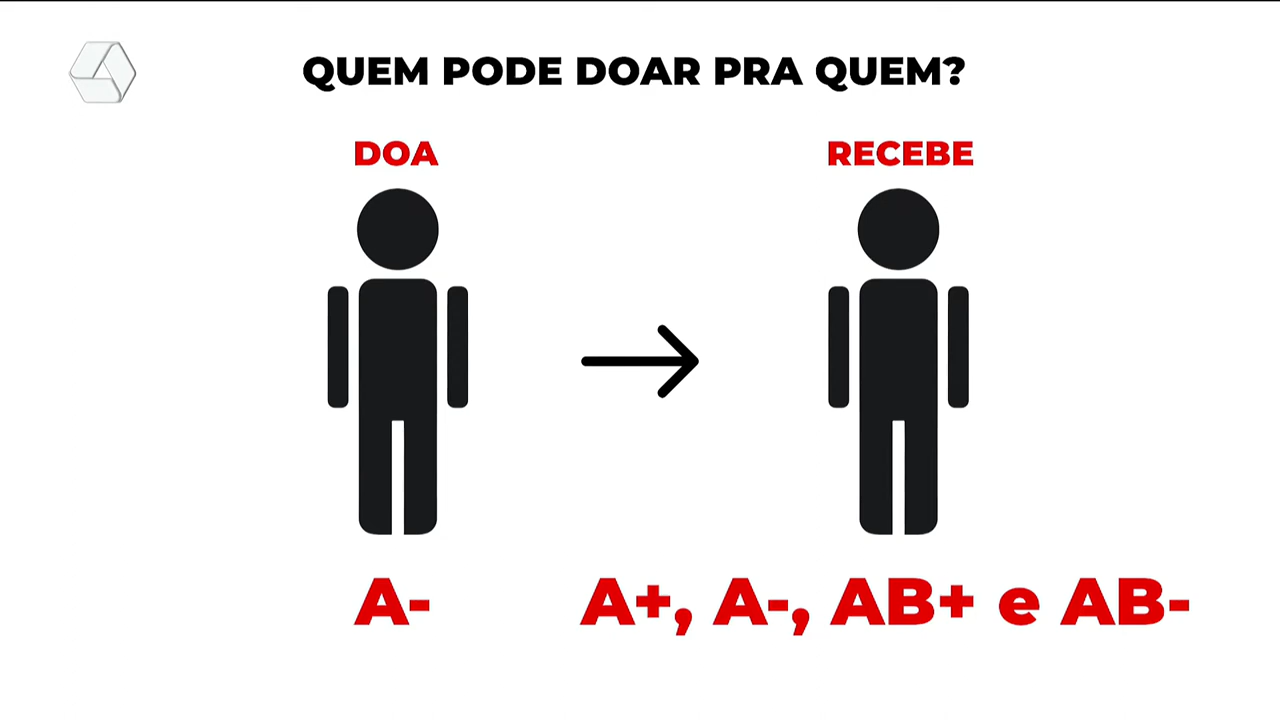 QUEM PODE DOAR PRA QUEM?
DOA
RECEBE
A-
A+, A-, AB+ e AB-